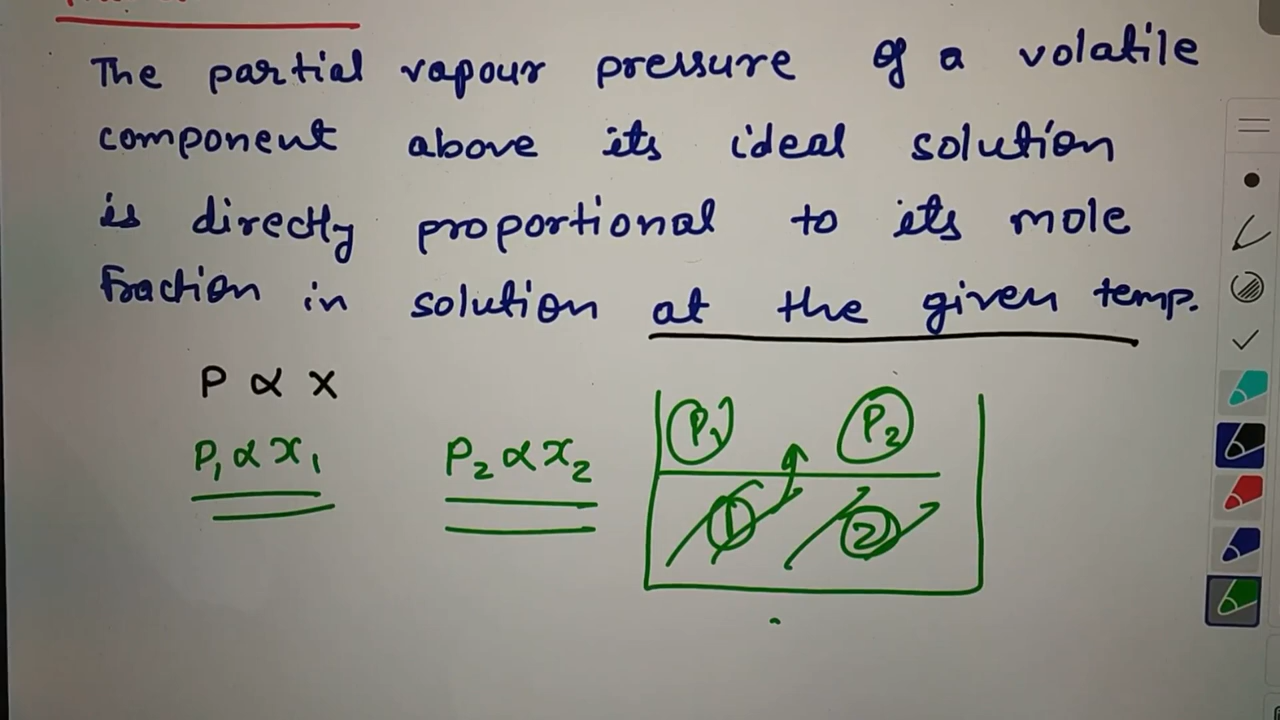 The partial vapour pressure of a volatile
component above its ideal solution
is directly proportional to its mole
fraction in solution at the given temp.
P ∝ x
P₁ ∝ x₁ P₂ ∝ x₂
P₁ P₂
1 2